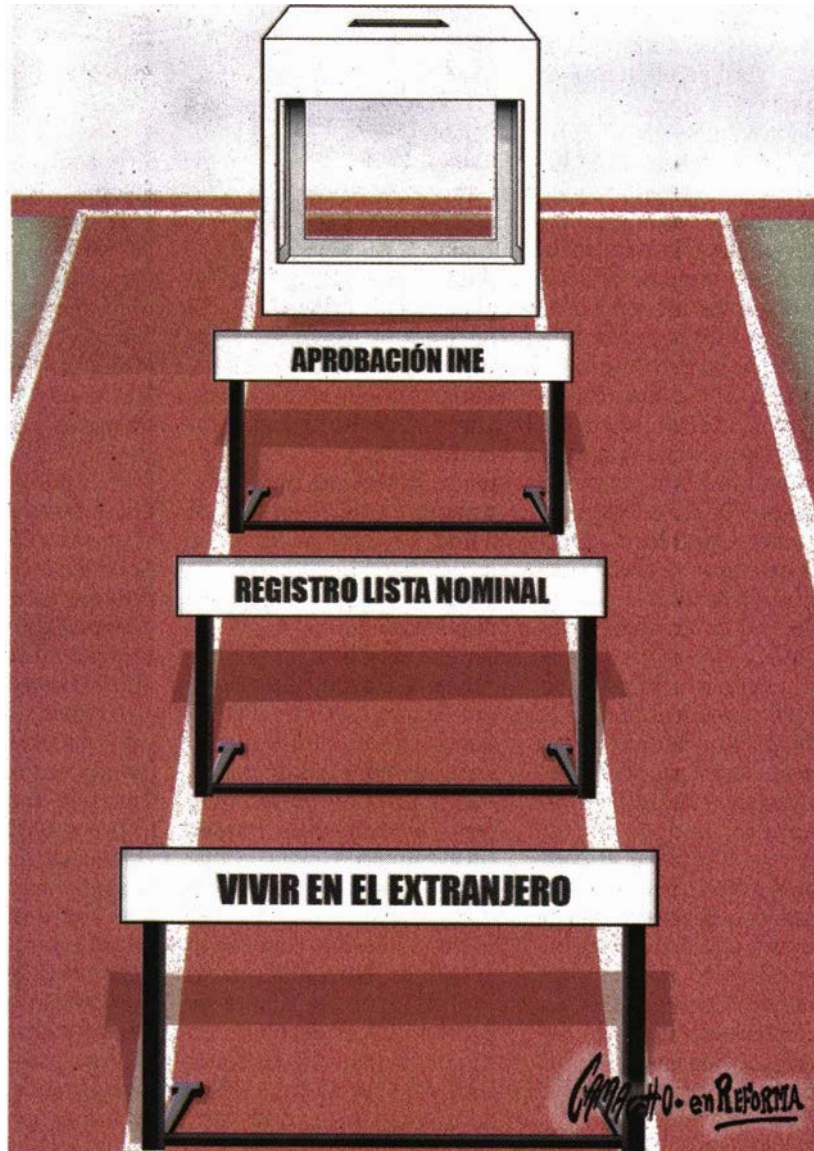 APROBACIÓN INE
REGISTRO LISTA NOMINAL
VIVIR EN EL EXTRANJERO
CAMACHO • en REFORMA